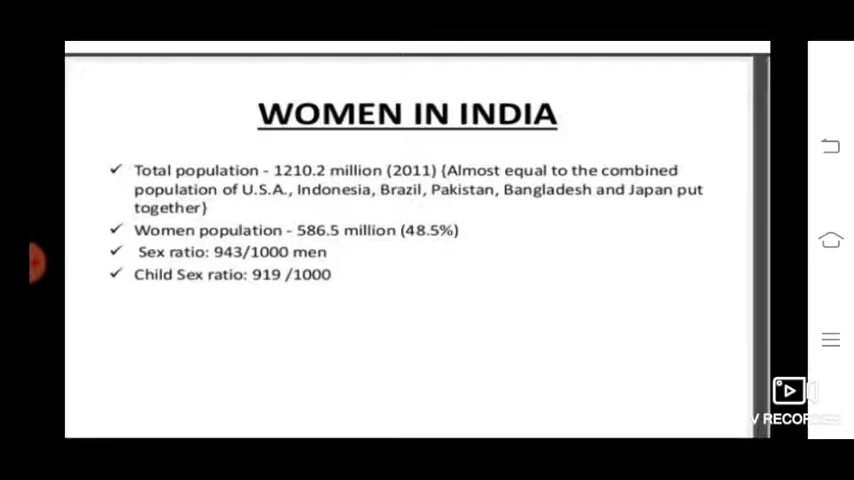 WOMEN IN INDIA
✓ Total population - 1210.2 million (2011) {Almost equal to the combined
population of U.S.A., Indonesia, Brazil, Pakistan, Bangladesh and Japan put
together}
✓ Women population - 586.5 million (48.5%)
✓ Sex ratio: 943/1000 men
✓ Child Sex ratio: 919 /1000
V RECORDER